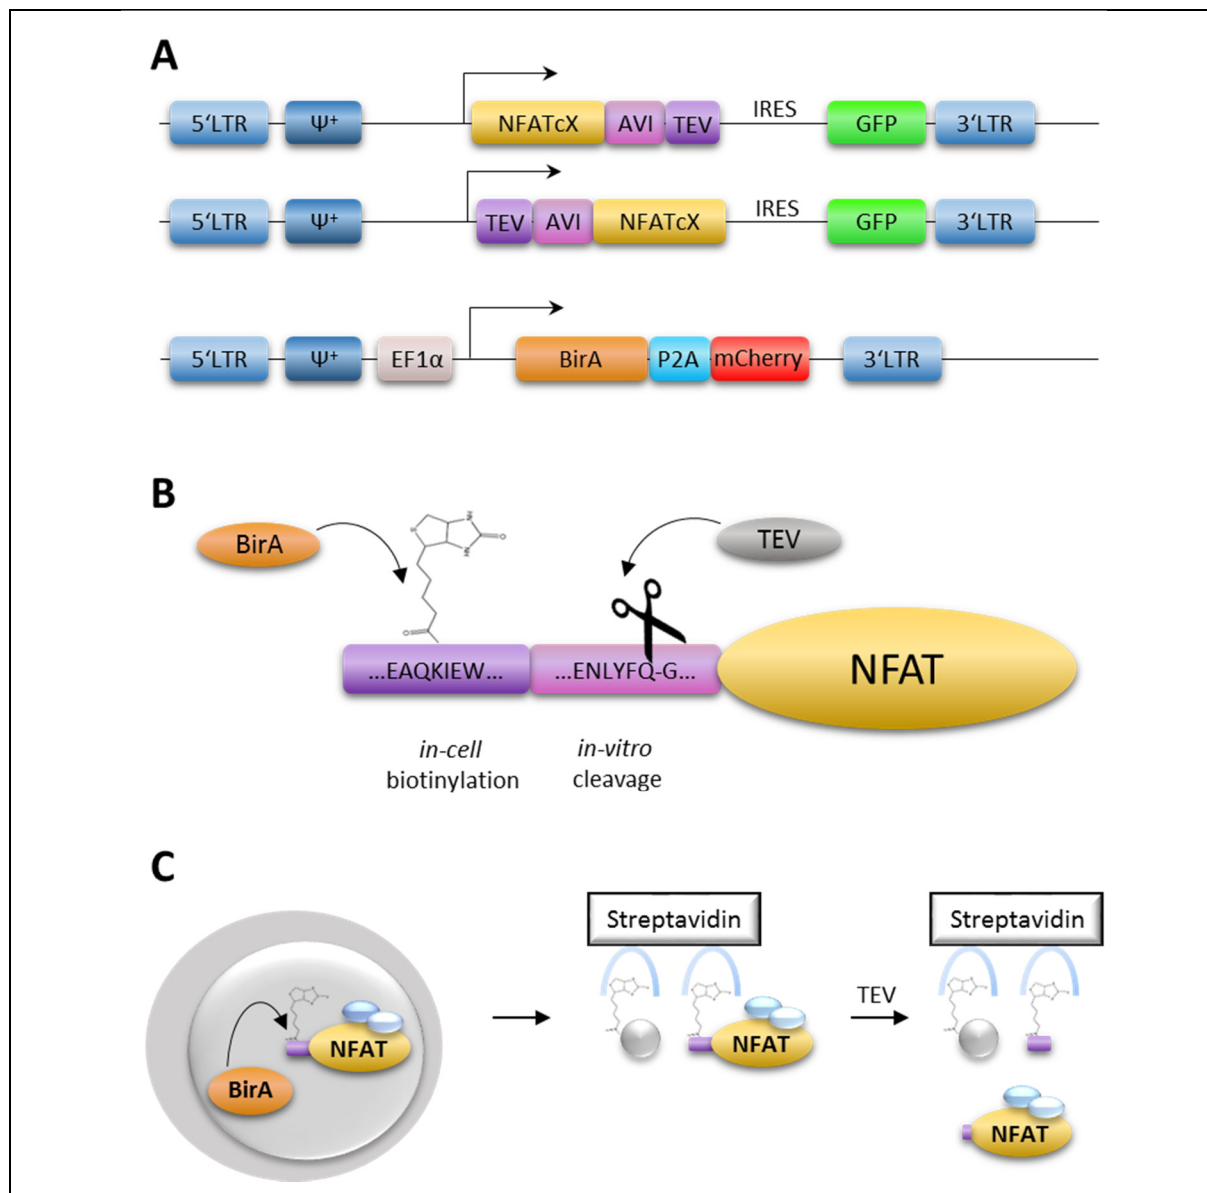 A
5‘LTR Ψ⁺ NFATcX AVI TEV IRES GFP 3‘LTR
5‘LTR Ψ⁺ TEV AVI NFATcX IRES GFP 3‘LTR
5‘LTR Ψ⁺ EF1α BirA P2A mCherry 3‘LTR
B
BirA TEV
...EAQKIEW... ...ENLYFQ-G... NFAT
in-cell in-vitro
biotinylation cleavage
C
Streptavidin Streptavidin
TEV
NFAT NFAT
BirA
NFAT